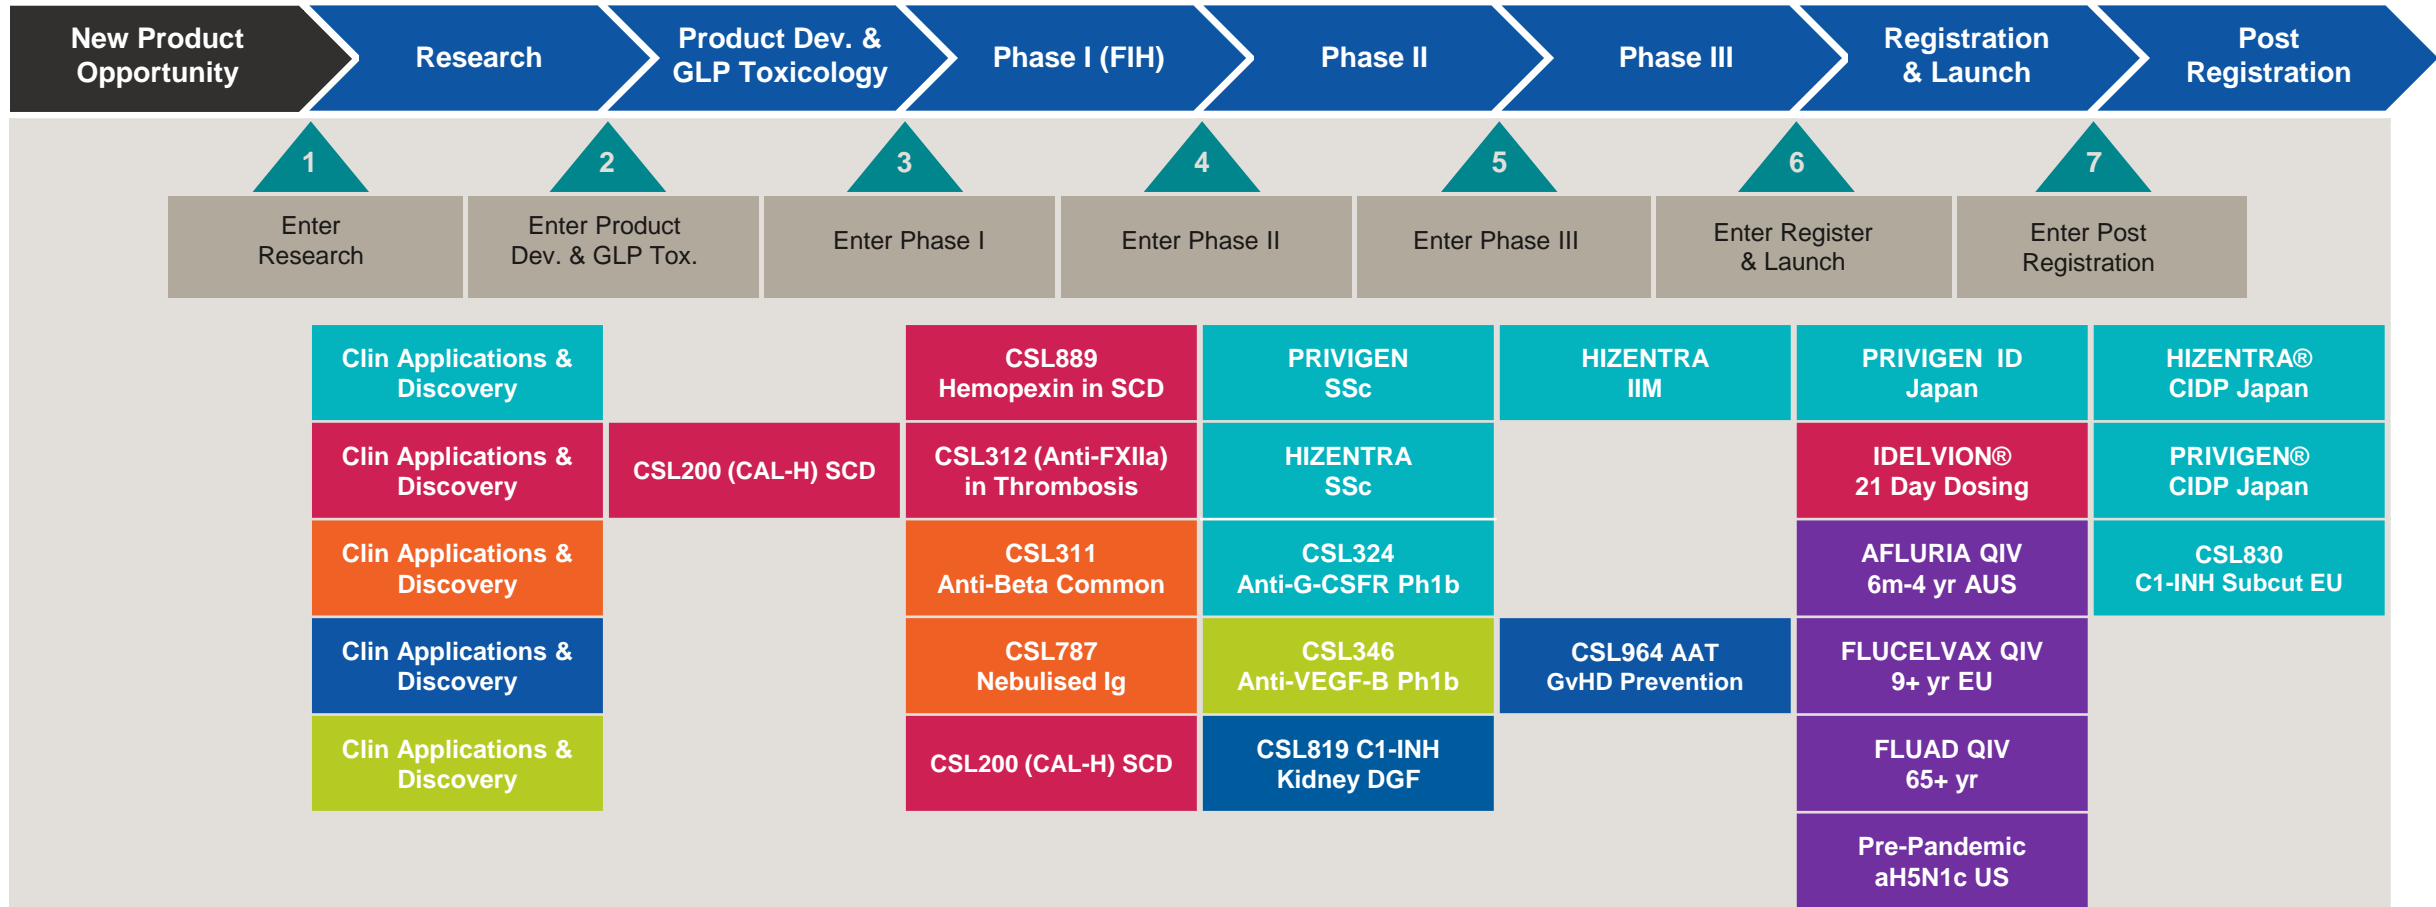 New Product
Opportunity
Research
Product Dev. &
GLP Toxicology
Phase I (FIH)
Phase II
Phase III
Registration
& Launch
Post
Registration
1
2
3
4
5
6
7
Enter
Research
Enter Product
Dev. & GLP Tox.
Enter Phase I
Enter Phase II
Enter Phase III
Enter Register
& Launch
Enter Post
Registration
Clin Applications &
Discovery
CSL889
Hemopexin in SCD
PRIVIGEN
SSc
HIZENTRA
IIM
PRIVIGEN ID
Japan
HIZENTRA®
CIDP Japan
Clin Applications &
Discovery
CSL200 (CAL-H) SCD
CSL312 (Anti-FXIIa)
in Thrombosis
HIZENTRA
SSc
IDELVION®
21 Day Dosing
PRIVIGEN®
CIDP Japan
Clin Applications &
Discovery
CSL311
Anti-Beta Common
CSL324
Anti-G-CSFR Ph1b
AFLURIA QIV
6m-4 yr AUS
CSL830
C1-INH Subcut EU
Clin Applications &
Discovery
CSL787
Nebulised Ig
CSL346
Anti-VEGF-B Ph1b
CSL964 AAT
GvHD Prevention
FLUCELVAX QIV
9+ yr EU
Clin Applications &
Discovery
CSL200 (CAL-H) SCD
CSL819 C1-INH
Kidney DGF
FLUAD QIV
65+ yr
Pre-Pandemic
aH5N1c US